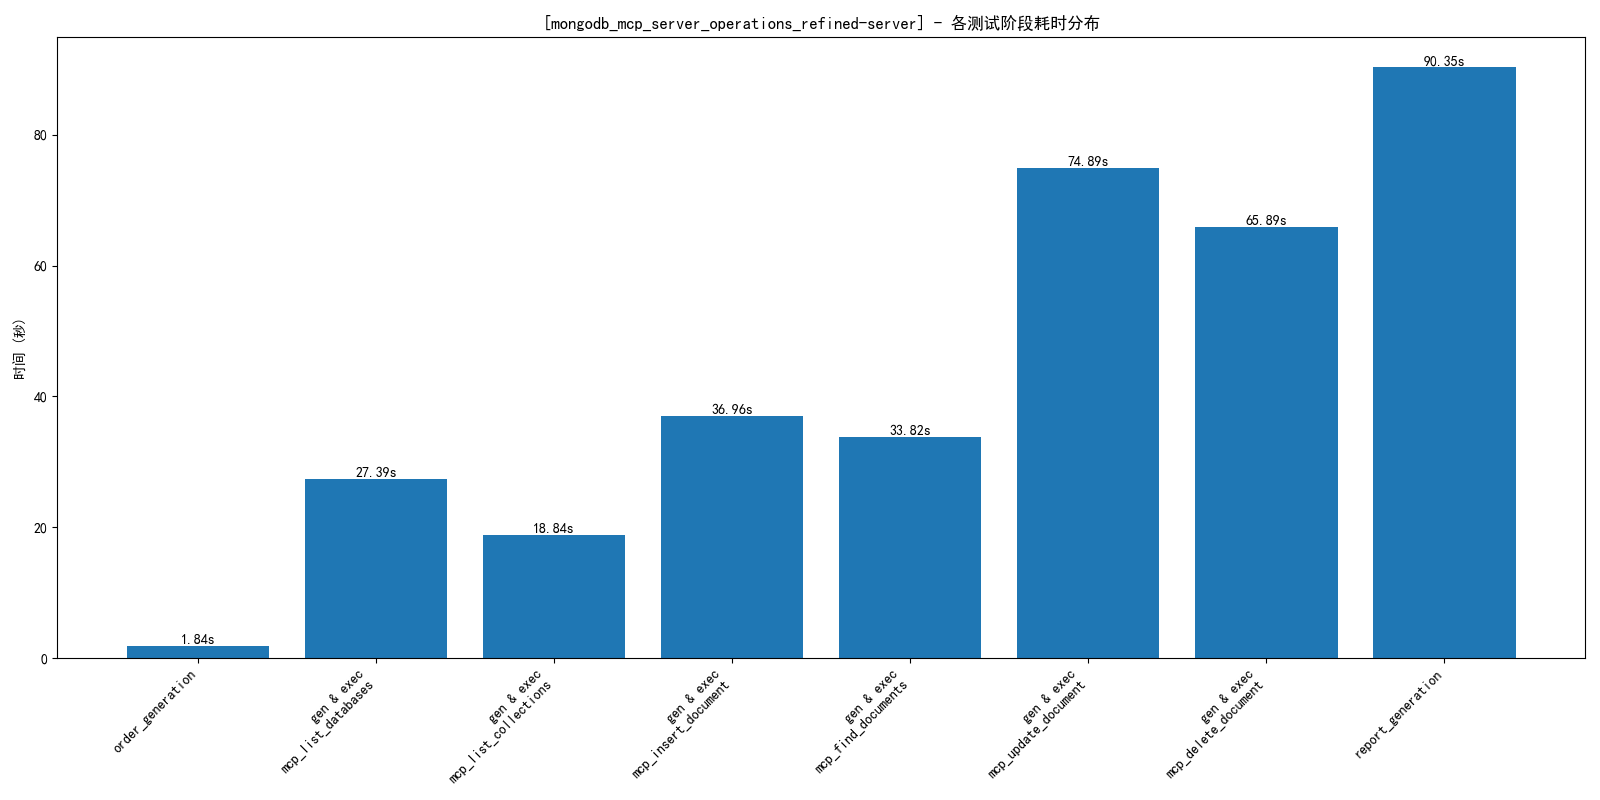 [mongodb_mcp_server_operations_refined-server] - 各测试阶段耗时分布
时间 (秒)
80
60
40
20
0
1.84s
27.39s
18.84s
36.96s
33.82s
74.89s
65.89s
90.35s
order_generation
gen & exec
mcp_list_databases
gen & exec
mcp_list_collections
gen & exec
mcp_insert_document
gen & exec
mcp_find_documents
gen & exec
mcp_update_document
gen & exec
mcp_delete_document
report_generation